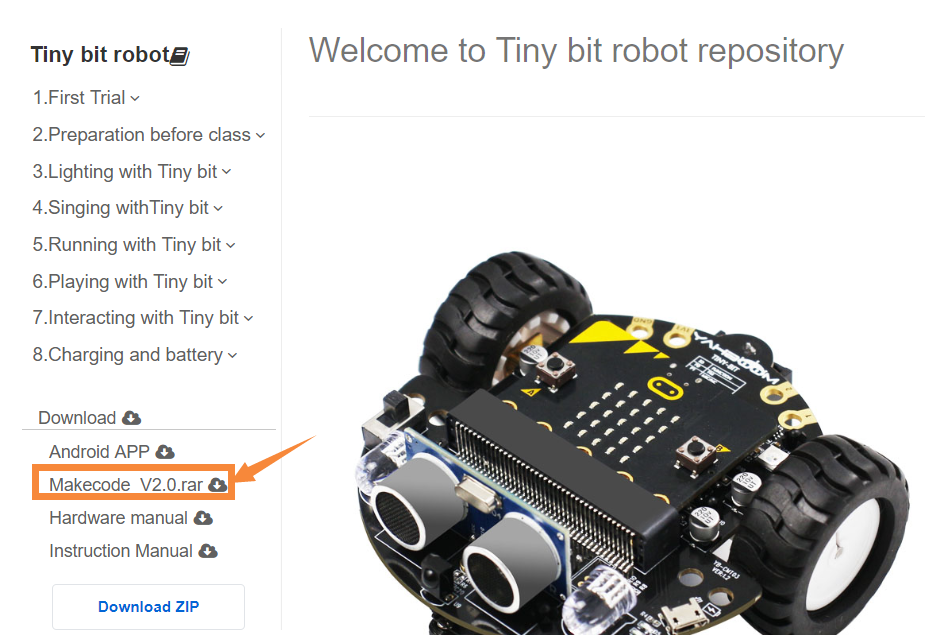 Tiny bit robot
1.First Trial
2.Preparation before class
3.Lighting with Tiny bit
4.Singing withTiny bit
5.Running with Tiny bit
6.Playing with Tiny bit
7.Interacting with Tiny bit
8.Charging and battery
Download
Android APP
Makecode_V2.0.rar
Hardware manual
Instruction Manual
Download ZIP
Welcome to Tiny bit robot repository
GND
YAHBOOM
TINY-BIT
A
B